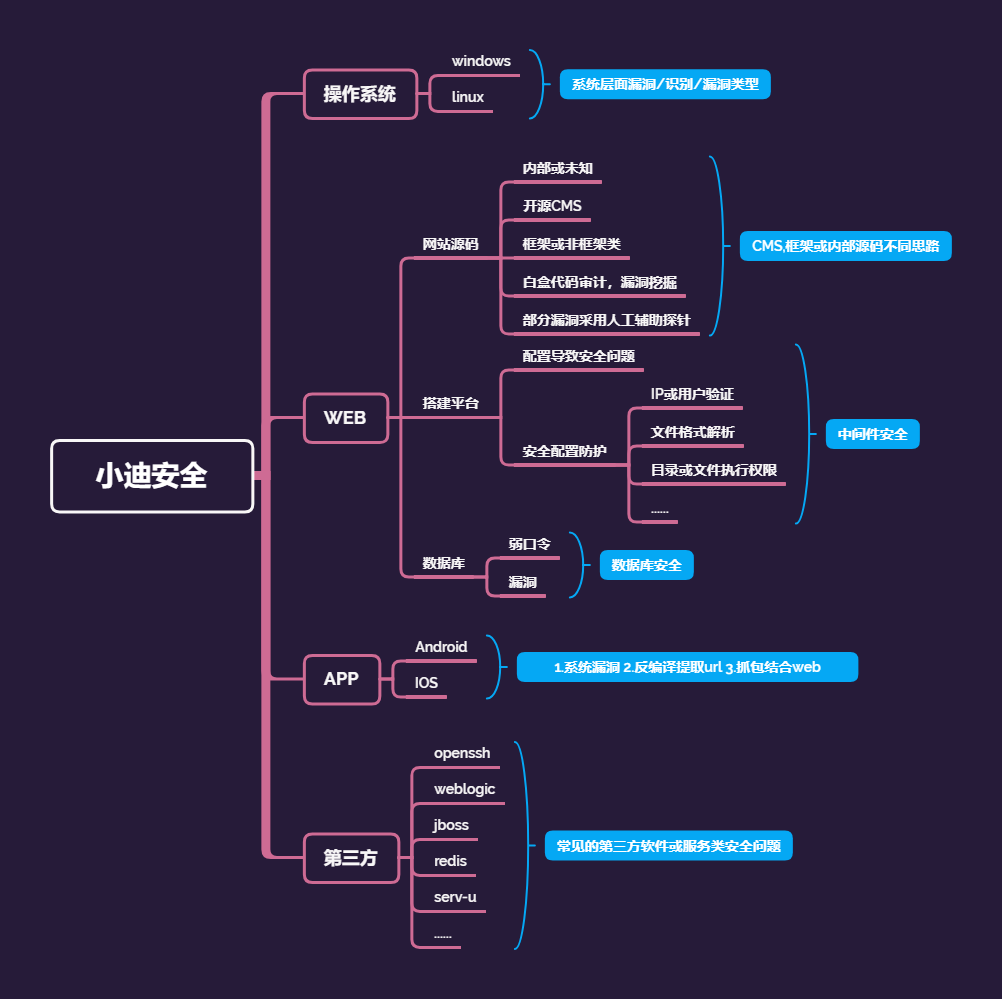 小迪安全
操作系统
windows
linux
系统层面漏洞/识别/漏洞类型
WEB
网站源码
内部或未知
开源CMS
框架或非框架类
白盒代码审计，漏洞挖掘
部分漏洞采用人工辅助探针
CMS,框架或内部源码不同思路
搭建平台
配置导致安全问题
安全配置防护
IP或用户验证
文件格式解析
目录或文件执行权限
......
中间件安全
数据库
弱口令
漏洞
数据库安全
APP
Android
IOS
1.系统漏洞 2.反编译提取url 3.抓包结合web
第三方
openssh
weblogic
jboss
redis
serv-u
......
常见的第三方软件或服务类安全问题